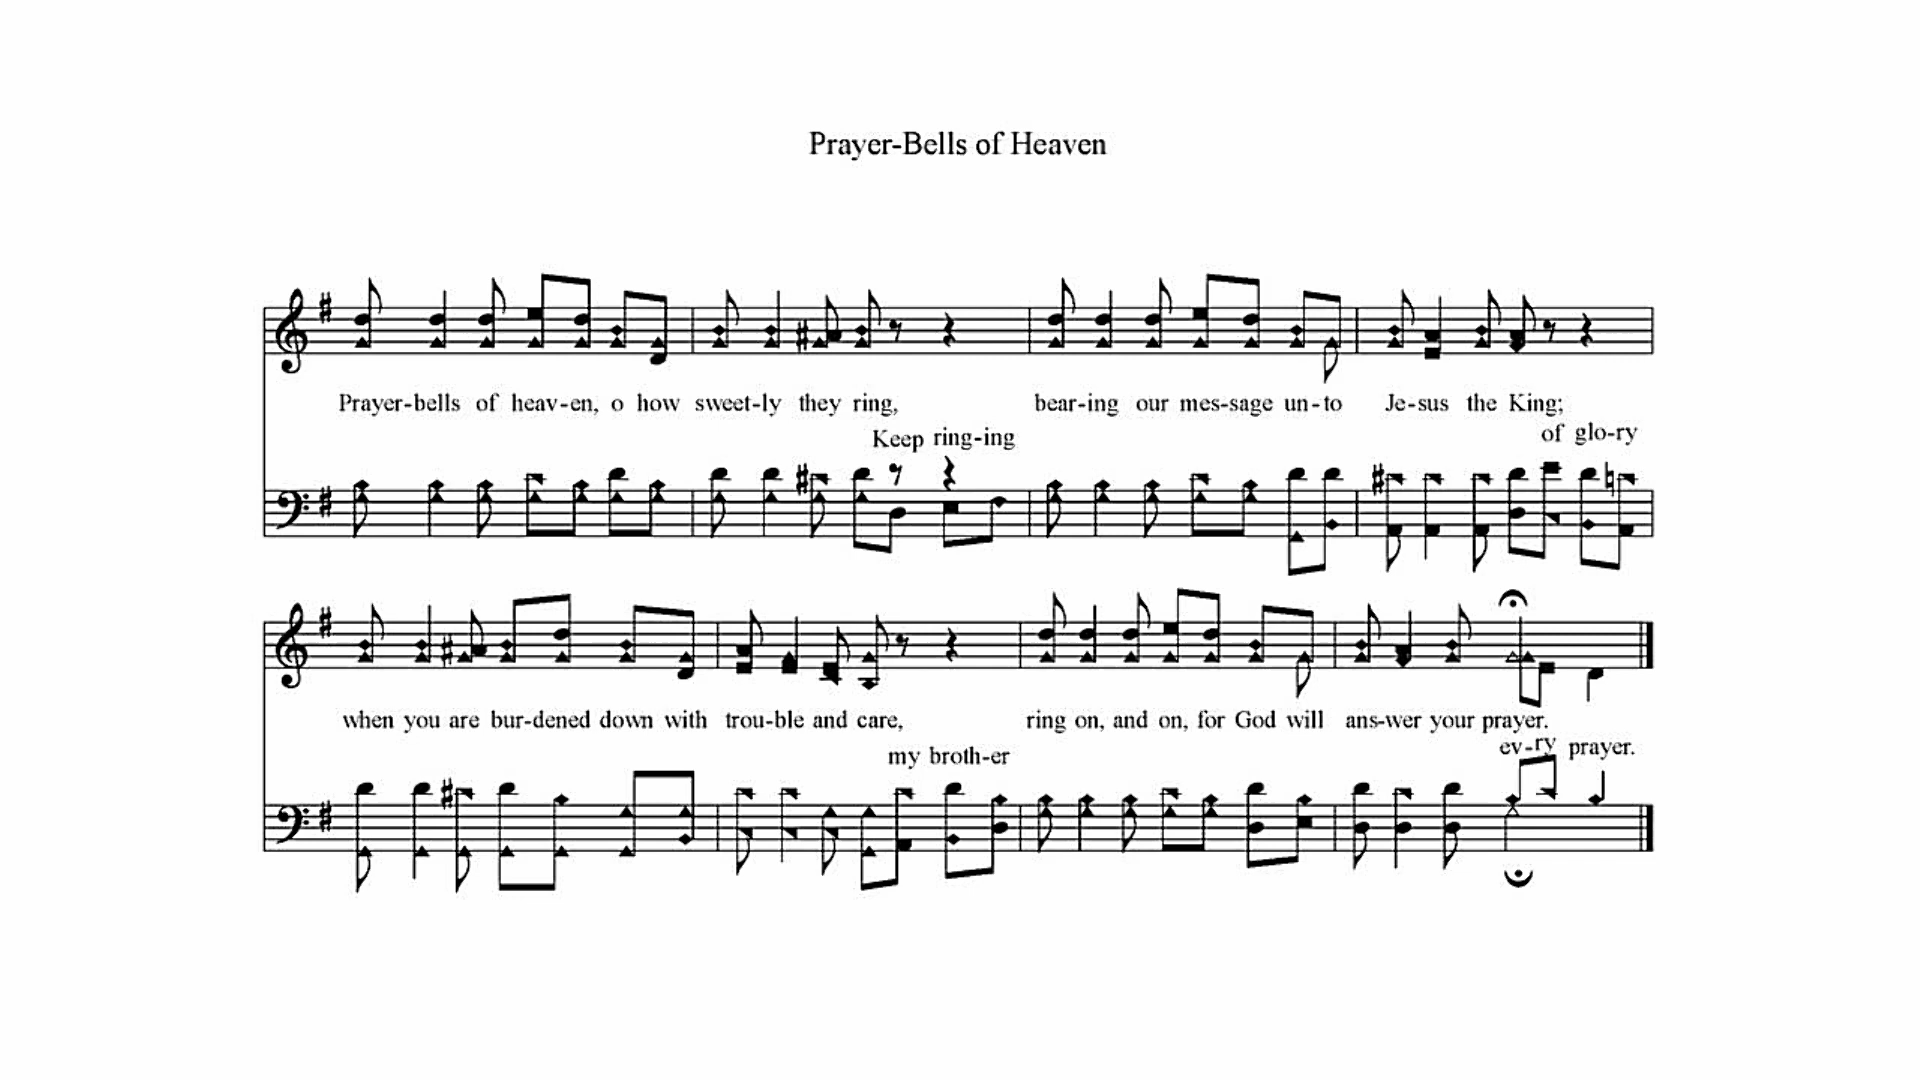 Prayer-Bells of Heaven
Prayer-bells of heav-en, o how sweet-ly they ring, bear-ing our mes-sage un-to Je-sus the King;
Keep ring-ing of glo-ry
when you are bur-dened down with trou-ble and care, ring on, and on, for God will ans-wer your prayer.
my broth-er ev-ry prayer.